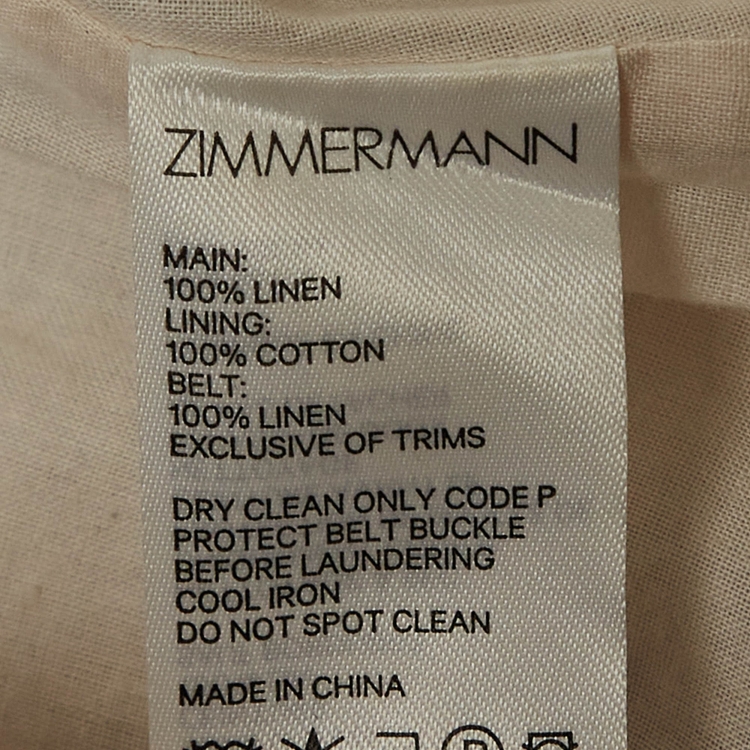 ZIMMERMANN
MAIN:
100% LINEN
LINING:
100% COTTON
BELT:
100% LINEN
EXCLUSIVE OF TRIMS
DRY CLEAN ONLY CODE P
PROTECT BELT BUCKLE
BEFORE LAUNDERING
COOL IRON
DO NOT SPOT CLEAN
MADE IN CHINA
P